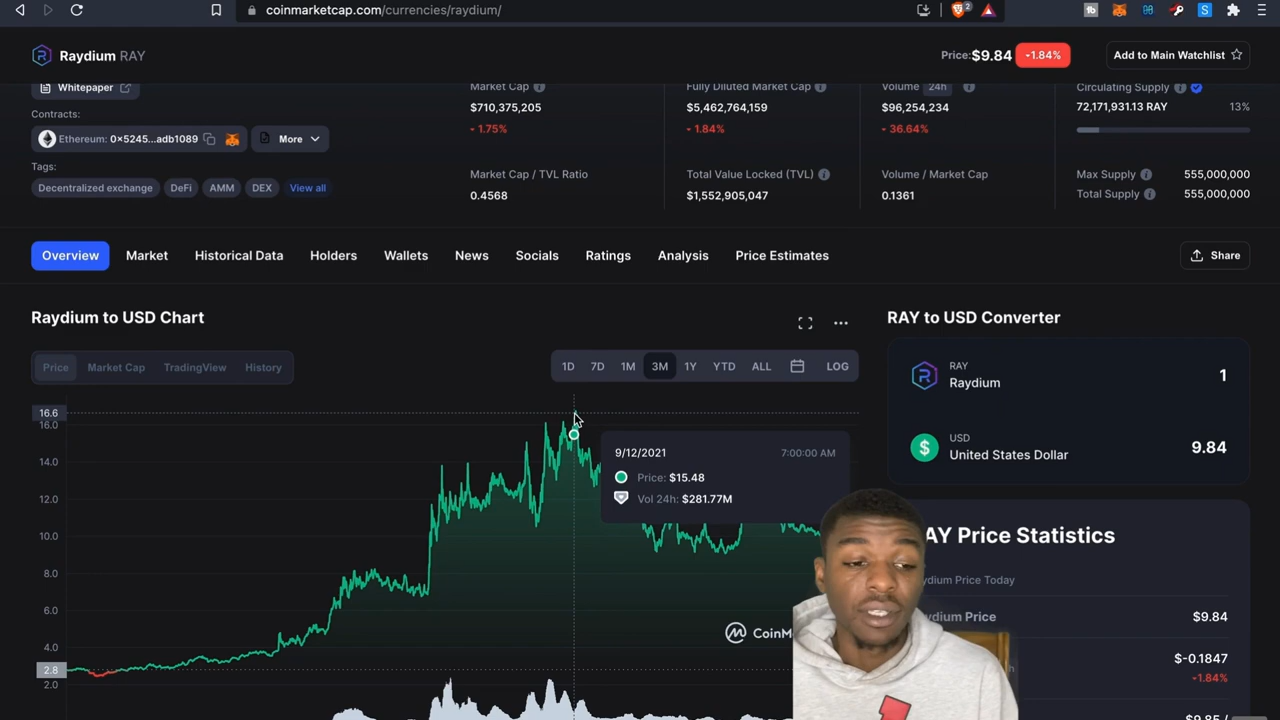 coinmarketcap.com/currencies/raydium/
Raydium RAY
Price: $9.84 -1.84%
Add to Main Watchlist
Whitepaper
Contracts:
Ethereum: 0×5245...adb1089
More
Tags:
Decentralized exchange DeFi AMM DEX View all
Market Cap
$710,375,205
1.75%
Fully Diluted Market Cap
$5,462,764,159
1.84%
Volume 24h
$96,254,234
36.64%
Circulating Supply
72,171,931.13 RAY 13%
Market Cap / TVL Ratio
0.4568
Total Value Locked (TVL)
$1,552,905,047
Volume / Market Cap
0.1361
Max Supply 555,000,000
Total Supply 555,000,000
Overview Market Historical Data Holders Wallets News Socials Ratings Analysis Price Estimates
Share
Raydium to USD Chart
Price Market Cap TradingView History
1D 7D 1M 3M 1Y YTD ALL LOG
16.6
16.0
14.0
12.0
10.0
8.0
6.0
4.0
2.8
2.0
9/12/2021 7:00:00 AM
Price: $15.48
Vol 24h: $281.77M
RAY to USD Converter
RAY
Raydium
1
USD
United States Dollar
9.84
AY Price Statistics
ydium Price Today
ydium Price $9.84
$-0.1847
1.84%
$9.85 /